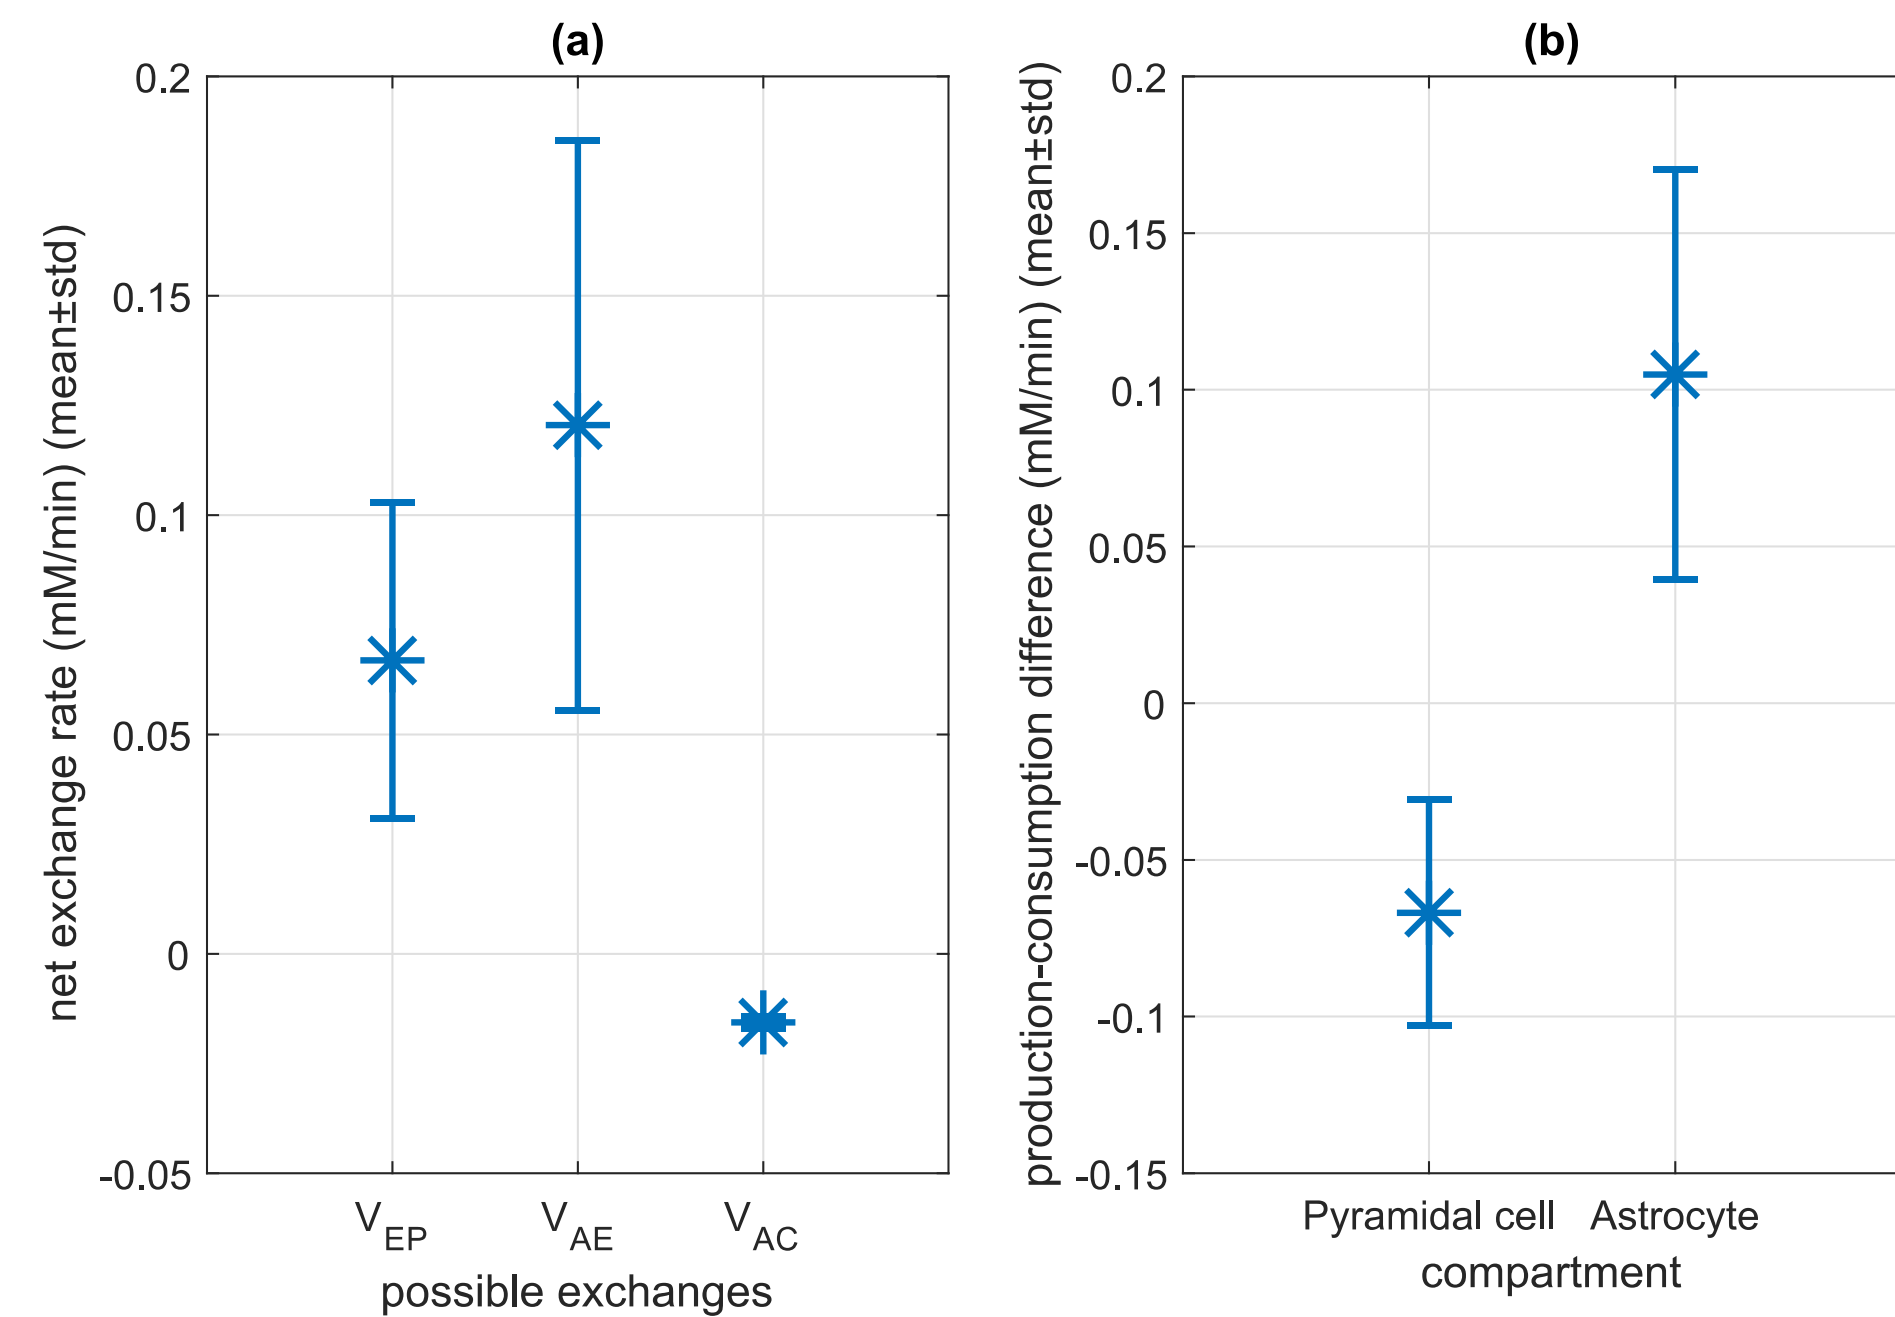 (a)
net exchange rate (mM/min) (mean±std)
0.2
0.15
0.1
0.05
0
-0.05
V_EP
V_AE
V_AC
possible exchanges
(b)
production-consumption difference (mM/min) (mean±std)
0.2
0.15
0.1
0.05
0
-0.05
-0.1
-0.15
Pyramidal cell
Astrocyte
compartment